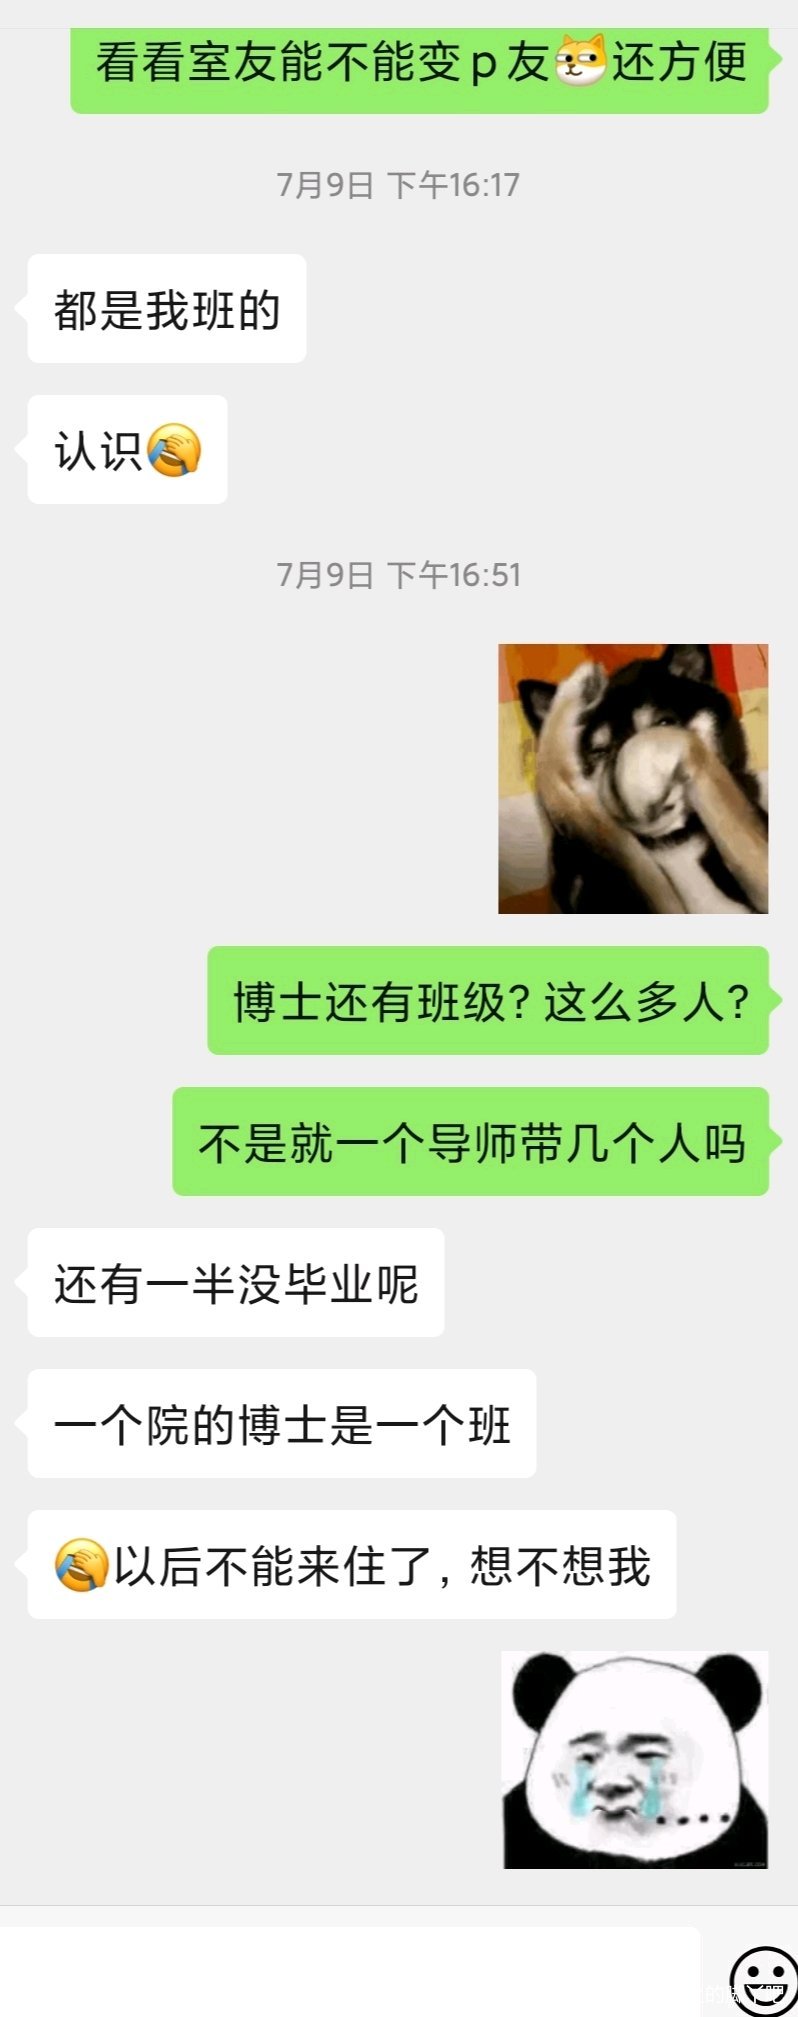 看看室友能不能变p友还方便
7月9日 下午16:17
都是我班的
认识
7月9日 下午16:51
博士还有班级？这么多人？
不是就一个导师带几个人吗
还有一半没毕业呢
一个院的博士是一个班
以后不能来住了，想不想我